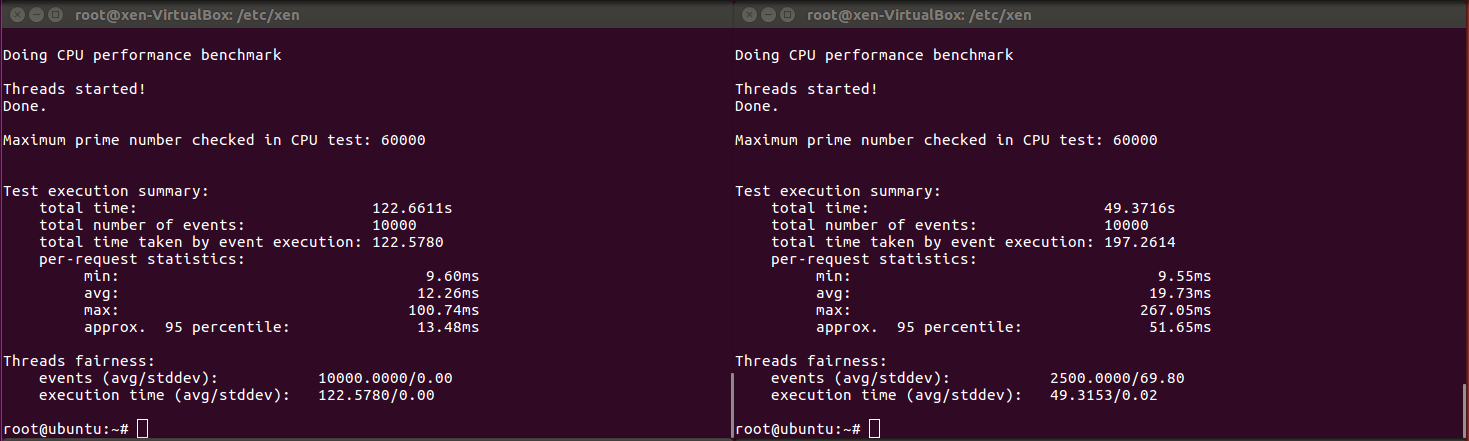 root@xen-VirtualBox: /etc/xen
Doing CPU performance benchmark
Threads started!
Done.
Maximum prime number checked in CPU test: 60000
Test execution summary:
    total time:                          122.6611s
    total number of events:              10000
    total time taken by event execution: 122.5780
    per-request statistics:
         min:                                  9.60ms
         avg:                                 12.26ms
         max:                                100.74ms
         approx.  95 percentile:              13.48ms
Threads fairness:
    events (avg/stddev):           10000.0000/0.00
    execution time (avg/stddev):   122.5780/0.00
root@ubuntu:~#
root@xen-VirtualBox: /etc/xen
Doing CPU performance benchmark
Threads started!
Done.
Maximum prime number checked in CPU test: 60000
Test execution summary:
    total time:                          49.3716s
    total number of events:              10000
    total time taken by event execution: 197.2614
    per-request statistics:
         min:                                  9.55ms
         avg:                                 19.73ms
         max:                                267.05ms
         approx.  95 percentile:              51.65ms
Threads fairness:
    events (avg/stddev):           2500.0000/69.80
    execution time (avg/stddev):   49.3153/0.02
root@ubuntu:~#